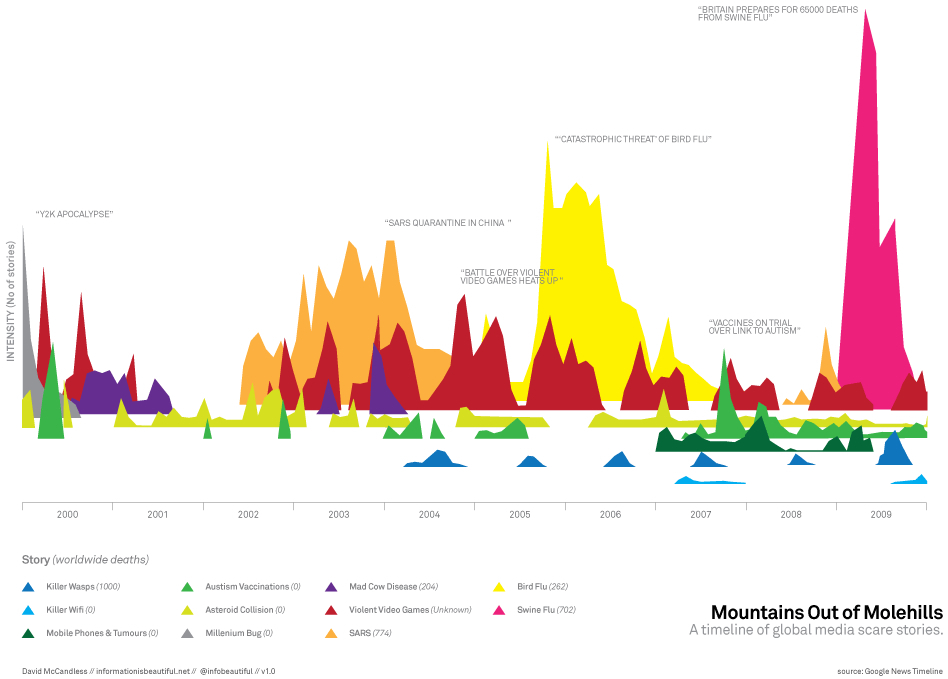 "BRITAIN PREPARES FOR 65000 DEATHS
FROM SWINE FLU"
"'CATASTROPHIC THREAT' OF BIRD FLU"
"Y2K APOCALYPSE"
"SARS QUARANTINE IN CHINA "
"BATTLE OVER VIOLENT
VIDEO GAMES HEATS UP "
"VACCINES ON TRIAL
OVER LINK TO AUTISM"
INTENSITY (No of stories)
2000 2001 2002 2003 2004 2005 2006 2007 2008 2009
Story (worldwide deaths)
Killer Wasps (1000) Austism Vaccinations (0) Mad Cow Disease (204) Bird Flu (262)
Killer Wifi (0) Asteroid Collision (0) Violent Video Games (Unknown) Swine Flu (702)
Mobile Phones & Tumours (0) Millenium Bug (0) SARS (774)
Mountains Out of Molehills
A timeline of global media scare stories.
David McCandless // informationisbeautiful.net // @infobeautiful // v1.0
source: Google News Timeline